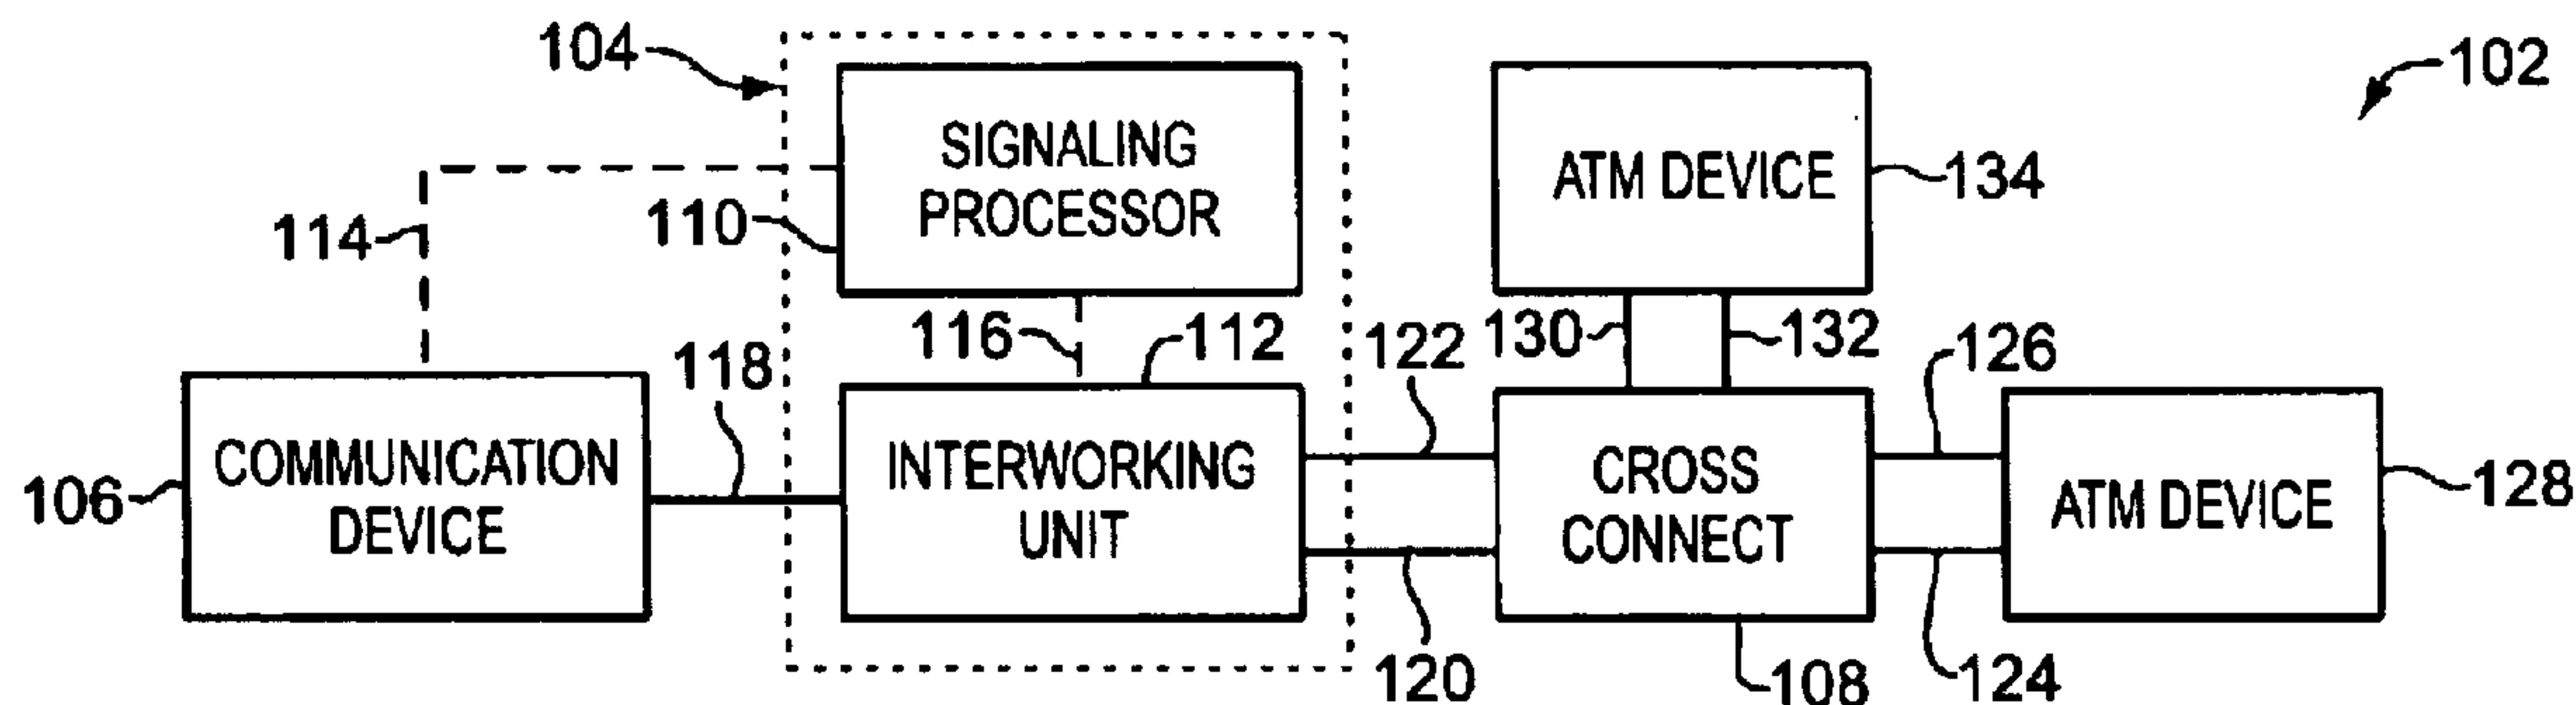 104
102
SIGNALING
PROCESSOR
ATM DEVICE
134
110
114
116
112
122
130
132
126
118
106
COMMUNICATION
DEVICE
INTERWORKING
UNIT
CROSS
CONNECT
ATM DEVICE
128
120
108
124